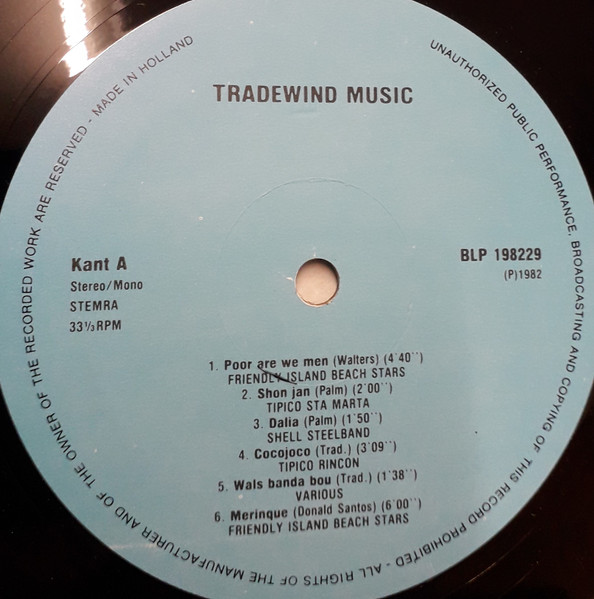 TRADEWIND MUSIC
ALL RIGHTS OF THE MANUFACTURER AND OF THE OWNER OF THE RECORDED WORK ARE RESERVED - MADE IN HOLLAND
UNAUTHORIZED PUBLIC PERFORMANCE, BROADCASTING AND COPYING OF THIS RECORD PROHIBITED -
Kant A
Stereo/Mono
STEMRA
33⅓ RPM
BLP 198229
(P)1982
1. Poor are we men (Walters) (4'40'')
FRIENDLY ISLAND BEACH STARS
2. Shon jan (Palm) (2'00'')
TIPICO STA MARTA
3. Dalia (Palm) (1'50'')
SHELL STEELBAND
4. Cocojoco (Trad.) (3'09'')
TIPICO RINCON
5. Wals banda bou (Trad.) (1'38'')
VARIOUS
6. Merinque (Donald Santos) (6'00'')
FRIENDLY ISLAND BEACH STARS